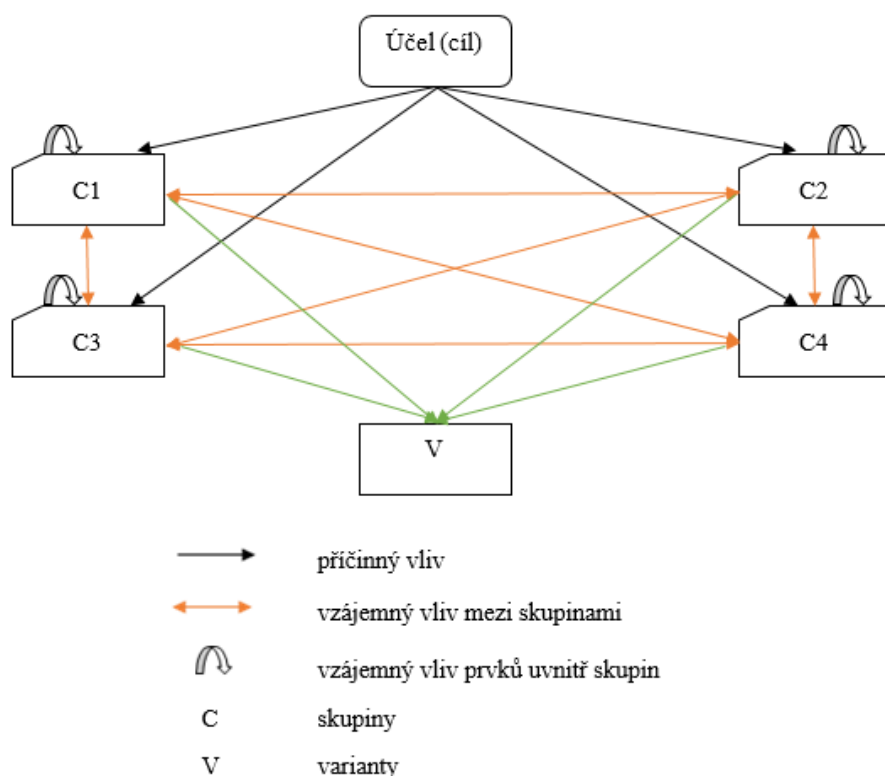 Účel (cíl)
C1
C2
C3
C4
V
příčinný vliv
vzájemný vliv mezi skupinami
vzájemný vliv prvků uvnitř skupin
C skupiny
V varianty